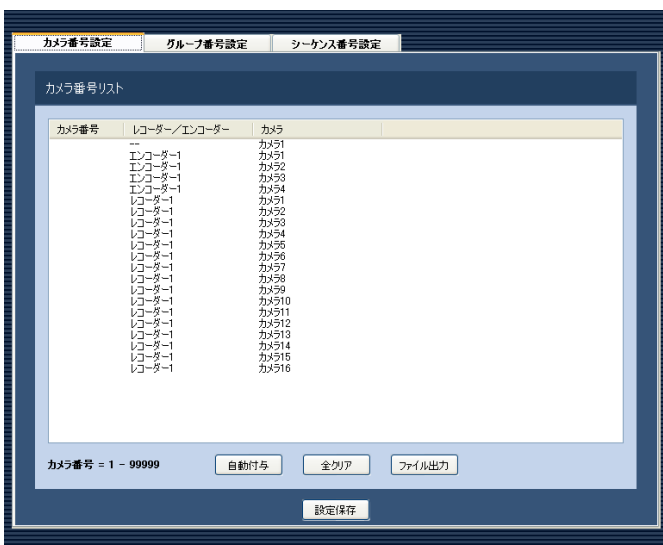 カメラ番号設定 グループ番号設定 シーケンス番号設定
カメラ番号リスト
カメラ番号 レコーダー／エンコーダー カメラ
-- カメラ1
エンコーダー1 カメラ1
エンコーダー1 カメラ2
エンコーダー1 カメラ3
エンコーダー1 カメラ4
レコーダー1 カメラ1
レコーダー1 カメラ2
レコーダー1 カメラ3
レコーダー1 カメラ4
レコーダー1 カメラ5
レコーダー1 カメラ6
レコーダー1 カメラ7
レコーダー1 カメラ8
レコーダー1 カメラ9
レコーダー1 カメラ10
レコーダー1 カメラ11
レコーダー1 カメラ12
レコーダー1 カメラ13
レコーダー1 カメラ14
レコーダー1 カメラ15
レコーダー1 カメラ16
カメラ番号 = 1 - 99999 自動付与 全クリア ファイル出力
設定保存